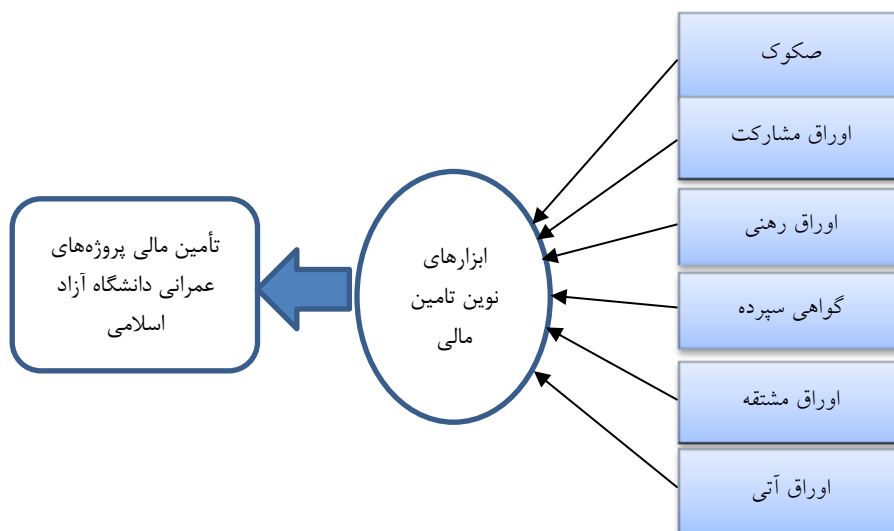 صکوک
اوراق مشارکت
اوراق رهنی
گواهی سپرده
اوراق مشتقه
اوراق آتی
ابزارهای
نوین تامین
مالی
تأمین مالی پروژه‌های
عمرانی دانشگاه آزاد
اسلامی